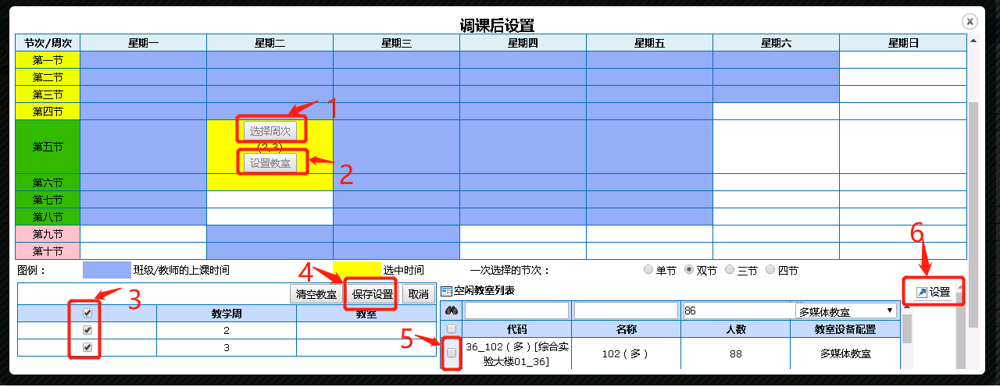 调课后设置
节次/周次 星期一 星期二 星期三 星期四 星期五 星期六 星期日
第一节
第二节
第三节
第四节
选择周次 1
第五节 (2,3)
设置教室 2
第六节
第七节
第八节
第九节
第十节
图例： 班级/教师的上课时间 选中时间 一次选择的节次： 单节 双节 三节 四节
3 4 清空教室 保存设置 取消 空闲教室列表 6 设置
86 多媒体教室
教学周 教室 代码 名称 人数 教室设备配置
2
3
5 36_102（多）[综合实验大楼01_36] 102（多） 88 多媒体教室